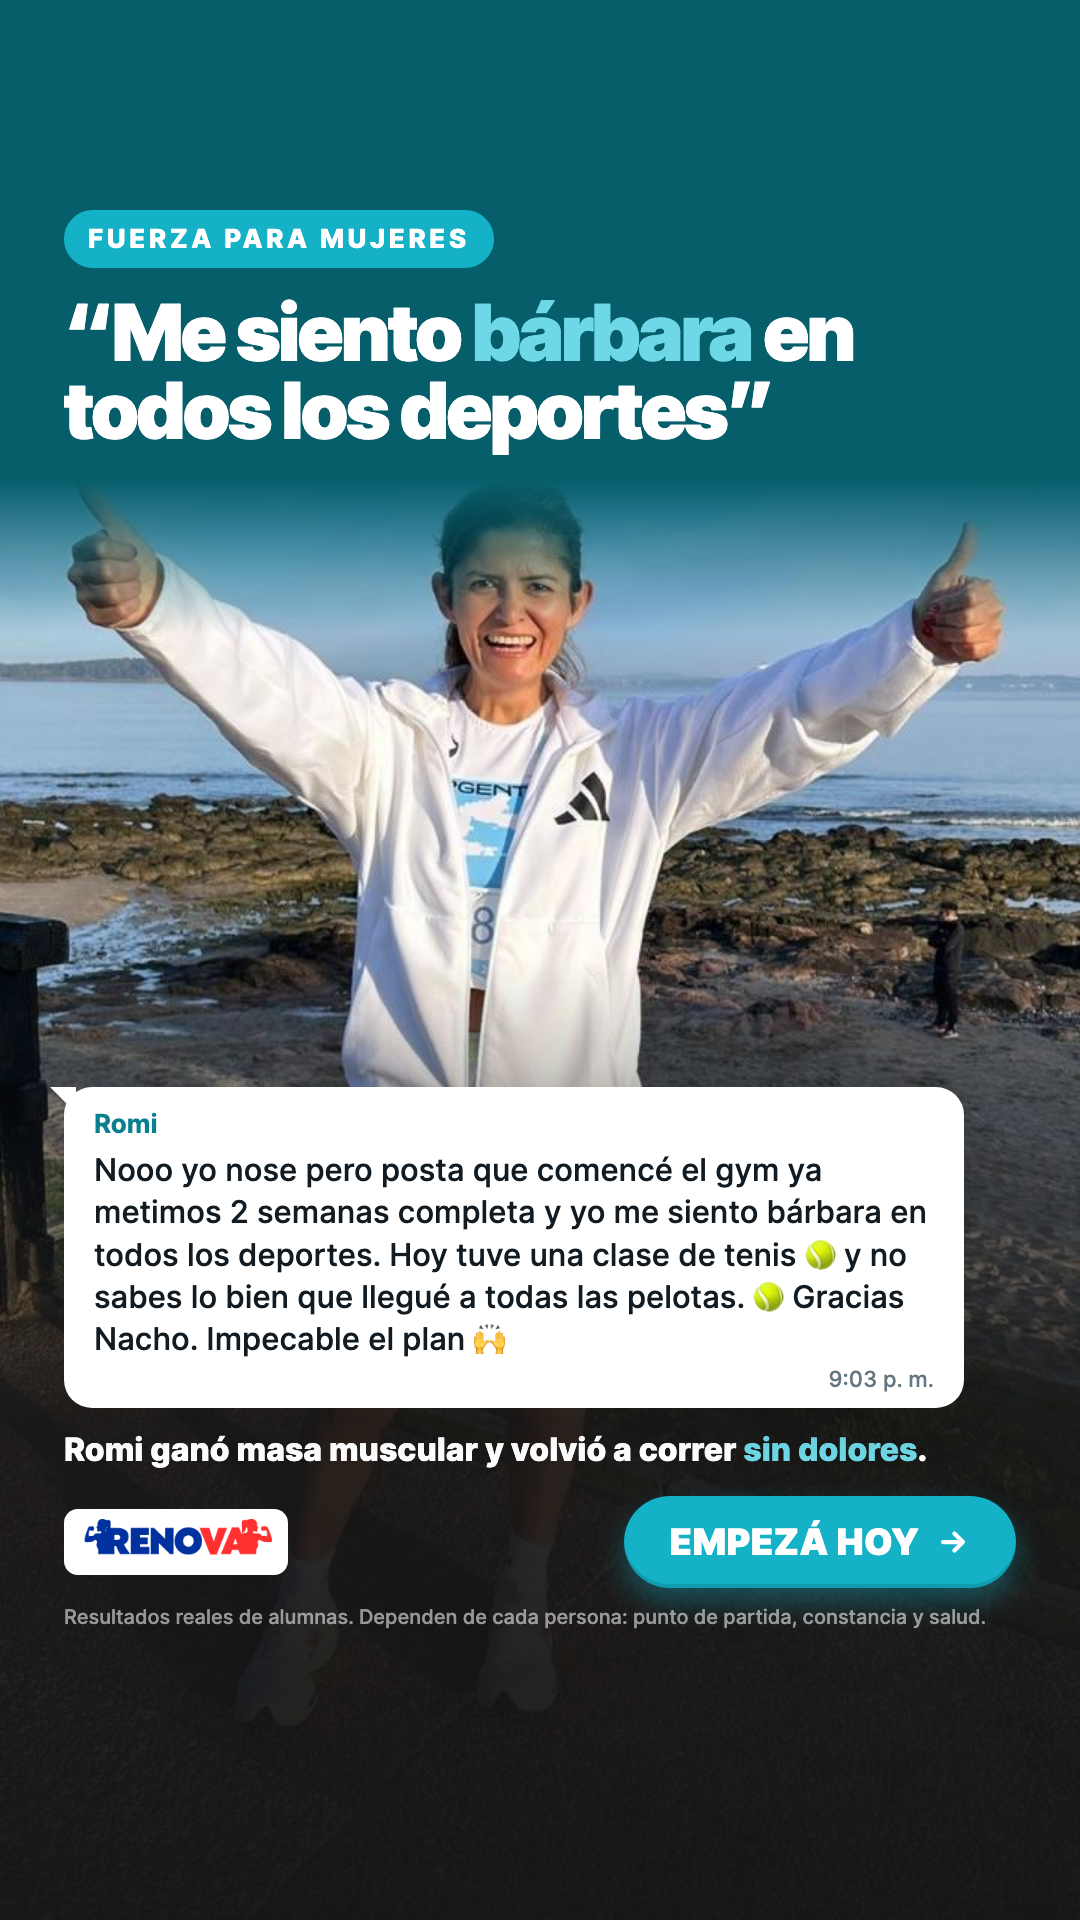 FUERZA PARA MUJERES
“Me siento bárbara en
todos los deportes”
8
Romi
Nooo yo nose pero posta que comencé el gym ya
metimos 2 semanas completa y yo me siento bárbara en
todos los deportes. Hoy tuve una clase de tenis 🎾 y no
sabes lo bien que llegué a todas las pelotas. 🎾 Gracias
Nacho. Impecable el plan 🙌
9:03 p. m.
Romi ganó masa muscular y volvió a correr sin dolores.
RENOVA
EMPEZÁ HOY →
Resultados reales de alumnas. Dependen de cada persona: punto de partida, constancia y salud.